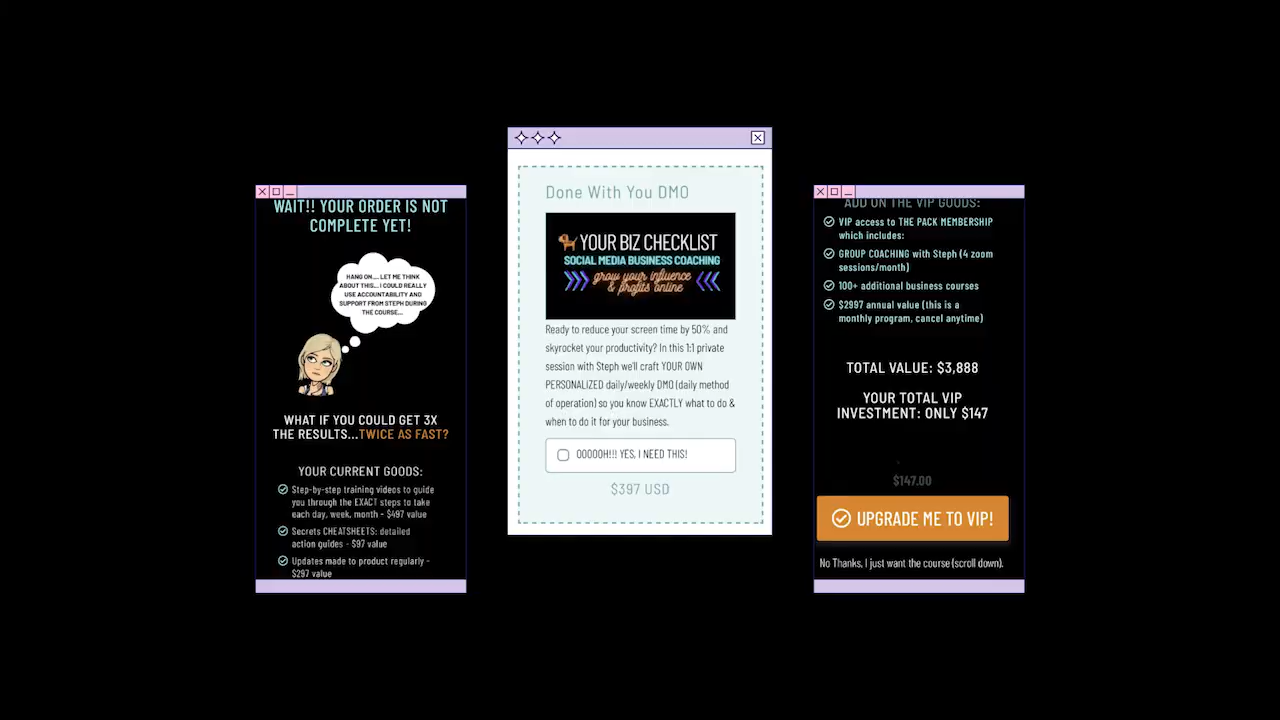 WAIT!! YOUR ORDER IS NOT
COMPLETE YET!
HANG ON.... LET ME THINK
ABOUT THIS... I COULD REALLY
USE ACCOUNTABILITY AND
SUPPORT FROM STEPH DURING
THE COURSE...
WHAT IF YOU COULD GET 3X
THE RESULTS...TWICE AS FAST?
YOUR CURRENT GOODS:
Step-by-step training videos to guide
you through the EXACT steps to take
each day, week, month - $497 value
Secrets CHEATSHEETS: detailed
action guides - $97 value
Updates made to product regularly -
$297 value
Done With You DMO
YOUR BIZ CHECKLIST
SOCIAL MEDIA BUSINESS COACHING
grow your influence
& profits online
Ready to reduce your screen time by 50% and
skyrocket your productivity? In this 1:1 private
session with Steph we'll craft YOUR OWN
PERSONALIZED daily/weekly DMO (daily method
of operation) so you know EXACTLY what to do &
when to do it for your business.
OOOOOH!!! YES, I NEED THIS!
$397 USD
ADD ON THE VIP GOODS:
VIP access to THE PACK MEMBERSHIP
which includes:
GROUP COACHING with Steph (4 zoom
sessions/month)
100+ additional business courses
$2997 annual value (this is a
monthly program, cancel anytime)
TOTAL VALUE: $3,888
YOUR TOTAL VIP
INVESTMENT: ONLY $147
$147.00
UPGRADE ME TO VIP!
No Thanks, I just want the course (scroll down).